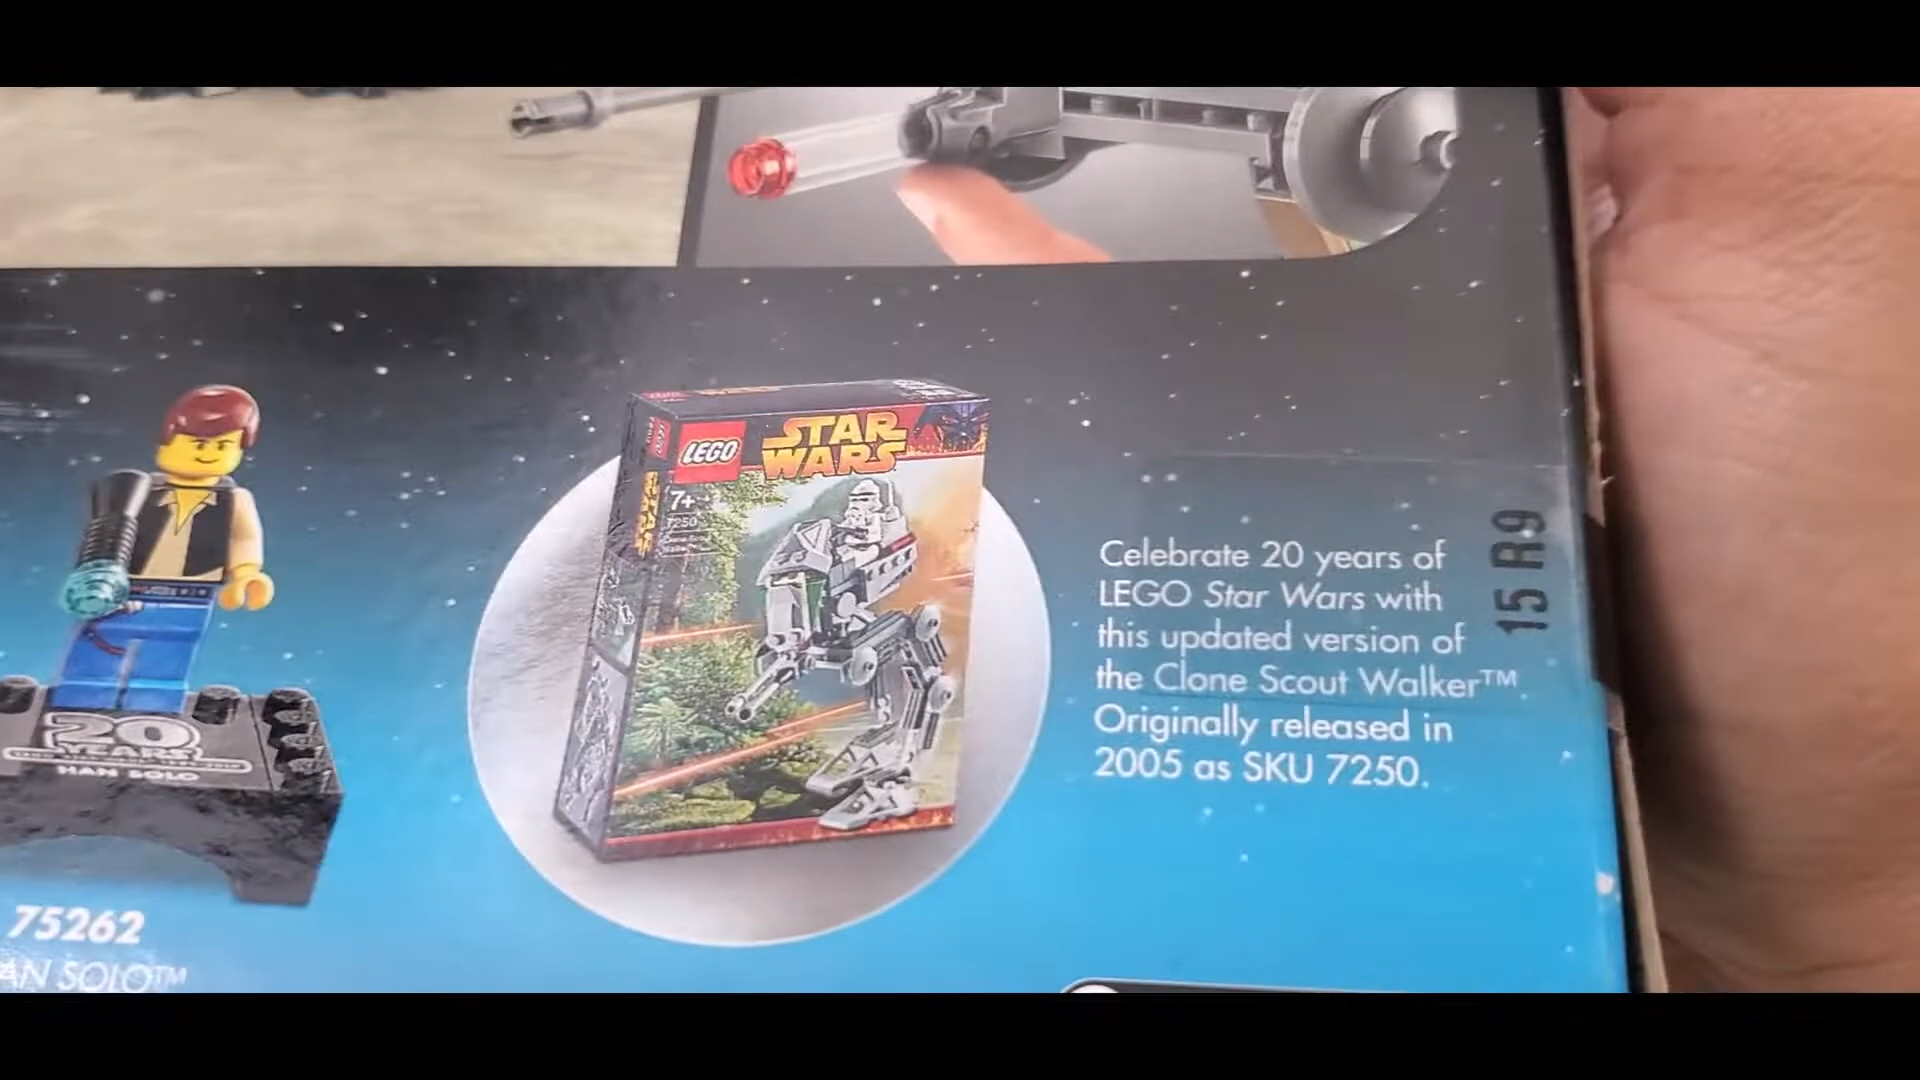 LEGO
STAR
WARS
7+
7250
Celebrate 20 years of
LEGO Star Wars with
this updated version of
the Clone Scout Walker™.
Originally released in
2005 as SKU 7250.
15 R9
20
YEARS
HAN SOLO
75262
AN SOLO™